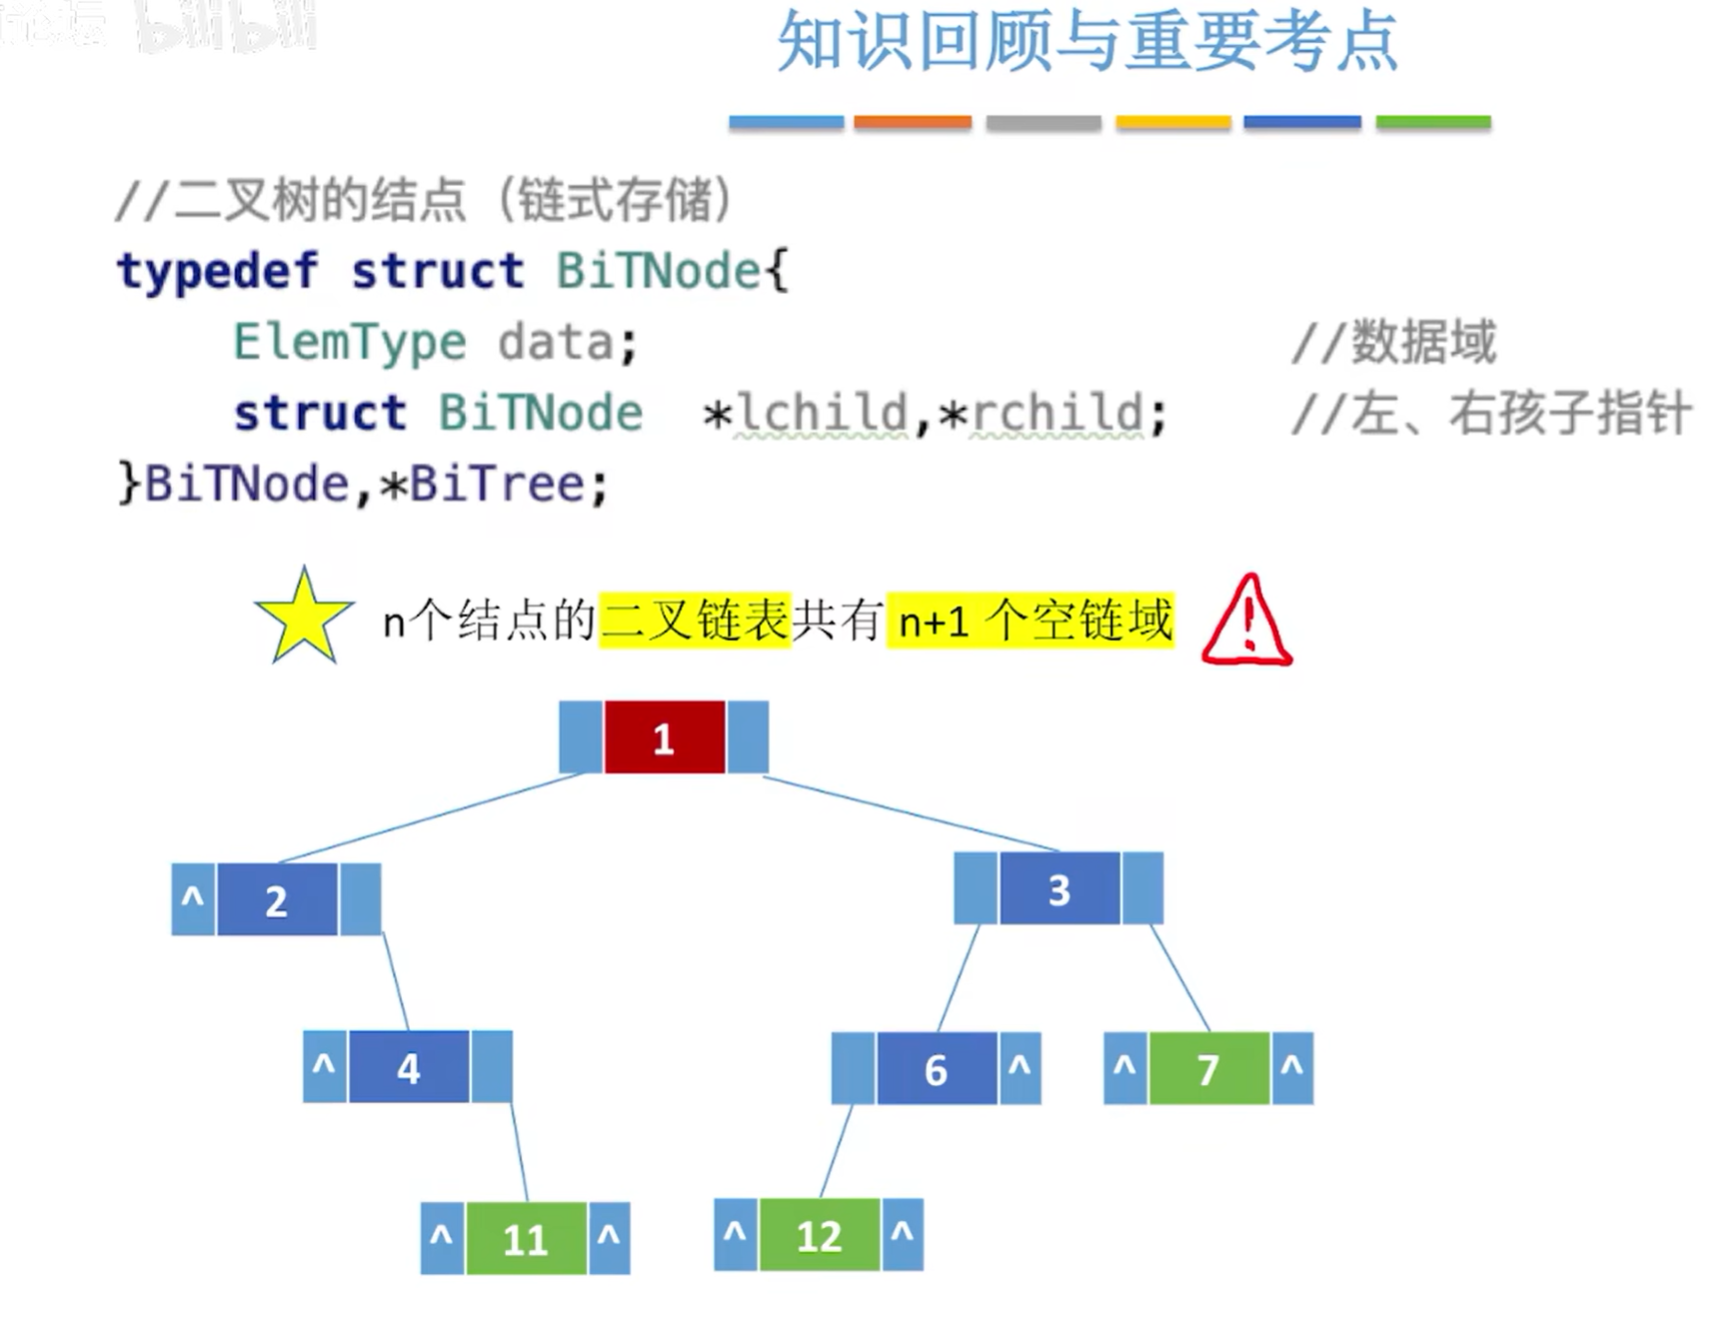 论坛 bilibili
知识回顾与重要考点
//二叉树的结点（链式存储）
typedef struct BiTNode{
ElemType data; //数据域
struct BiTNode *lchild,*rchild; //左、右孩子指针
}BiTNode,*BiTree;
n个结点的二叉链表共有 n+1 个空链域
1
^ 2
3
^ 4
6 ^
^ 7 ^
^ 11 ^
^ 12 ^